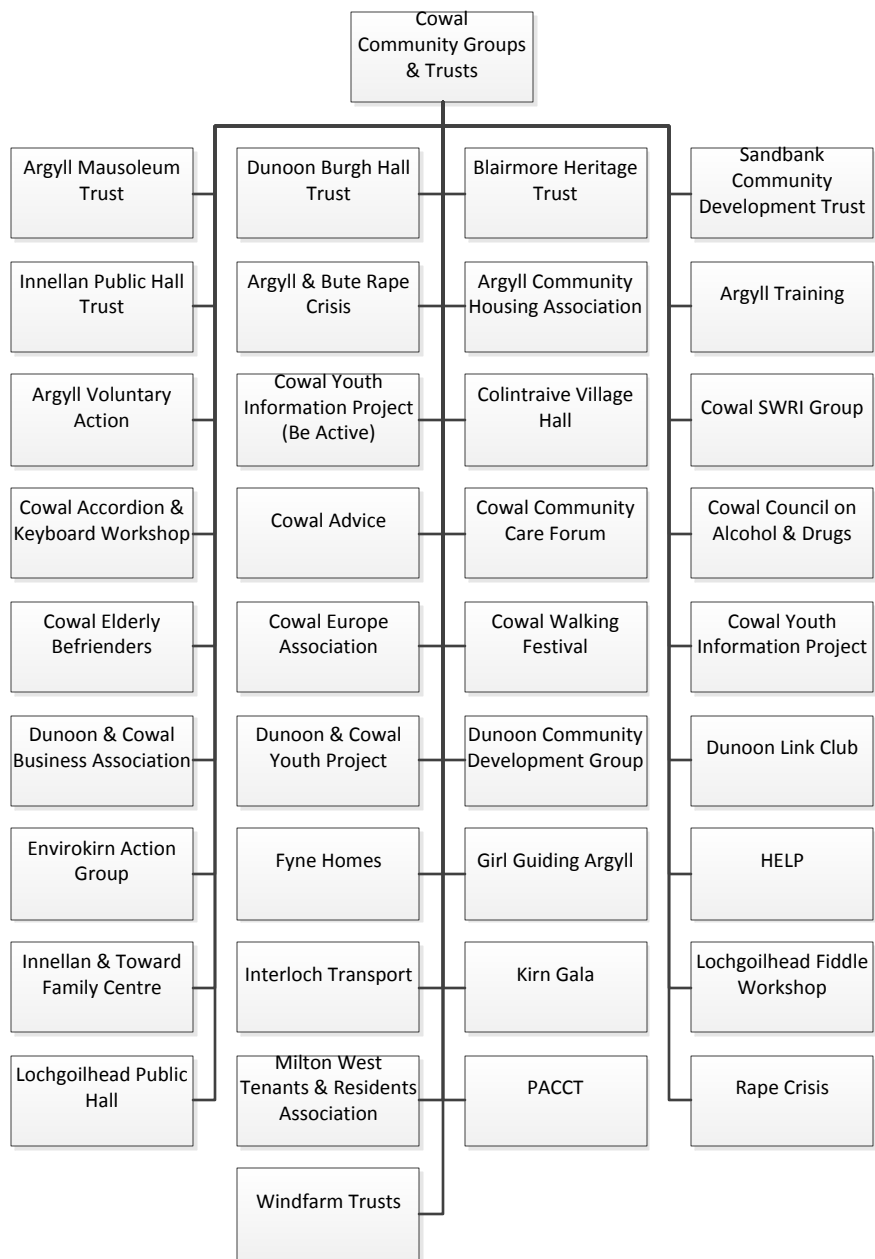 Cowal
Community Groups
& Trusts
Argyll Mausoleum
Trust
Dunoon Burgh Hall
Trust
Blairmore Heritage
Trust
Sandbank
Community
Development Trust
Innellan Public Hall
Trust
Argyll & Bute Rape
Crisis
Argyll Community
Housing Association
Argyll Training
Argyll Voluntary
Action
Cowal Youth
Information Project
(Be Active)
Colintraive Village
Hall
Cowal SWRI Group
Cowal Accordion &
Keyboard Workshop
Cowal Advice
Cowal Community
Care Forum
Cowal Council on
Alcohol & Drugs
Cowal Elderly
Befrienders
Cowal Europe
Association
Cowal Walking
Festival
Cowal Youth
Information Project
Dunoon & Cowal
Business Association
Dunoon & Cowal
Youth Project
Dunoon Community
Development Group
Dunoon Link Club
Envirokirn Action
Group
Fyne Homes
Girl Guiding Argyll
HELP
Innellan & Toward
Family Centre
Interloch Transport
Kirn Gala
Lochgoilhead Fiddle
Workshop
Lochgoilhead Public
Hall
Milton West
Tenants & Residents
Association
PACCT
Rape Crisis
Windfarm Trusts